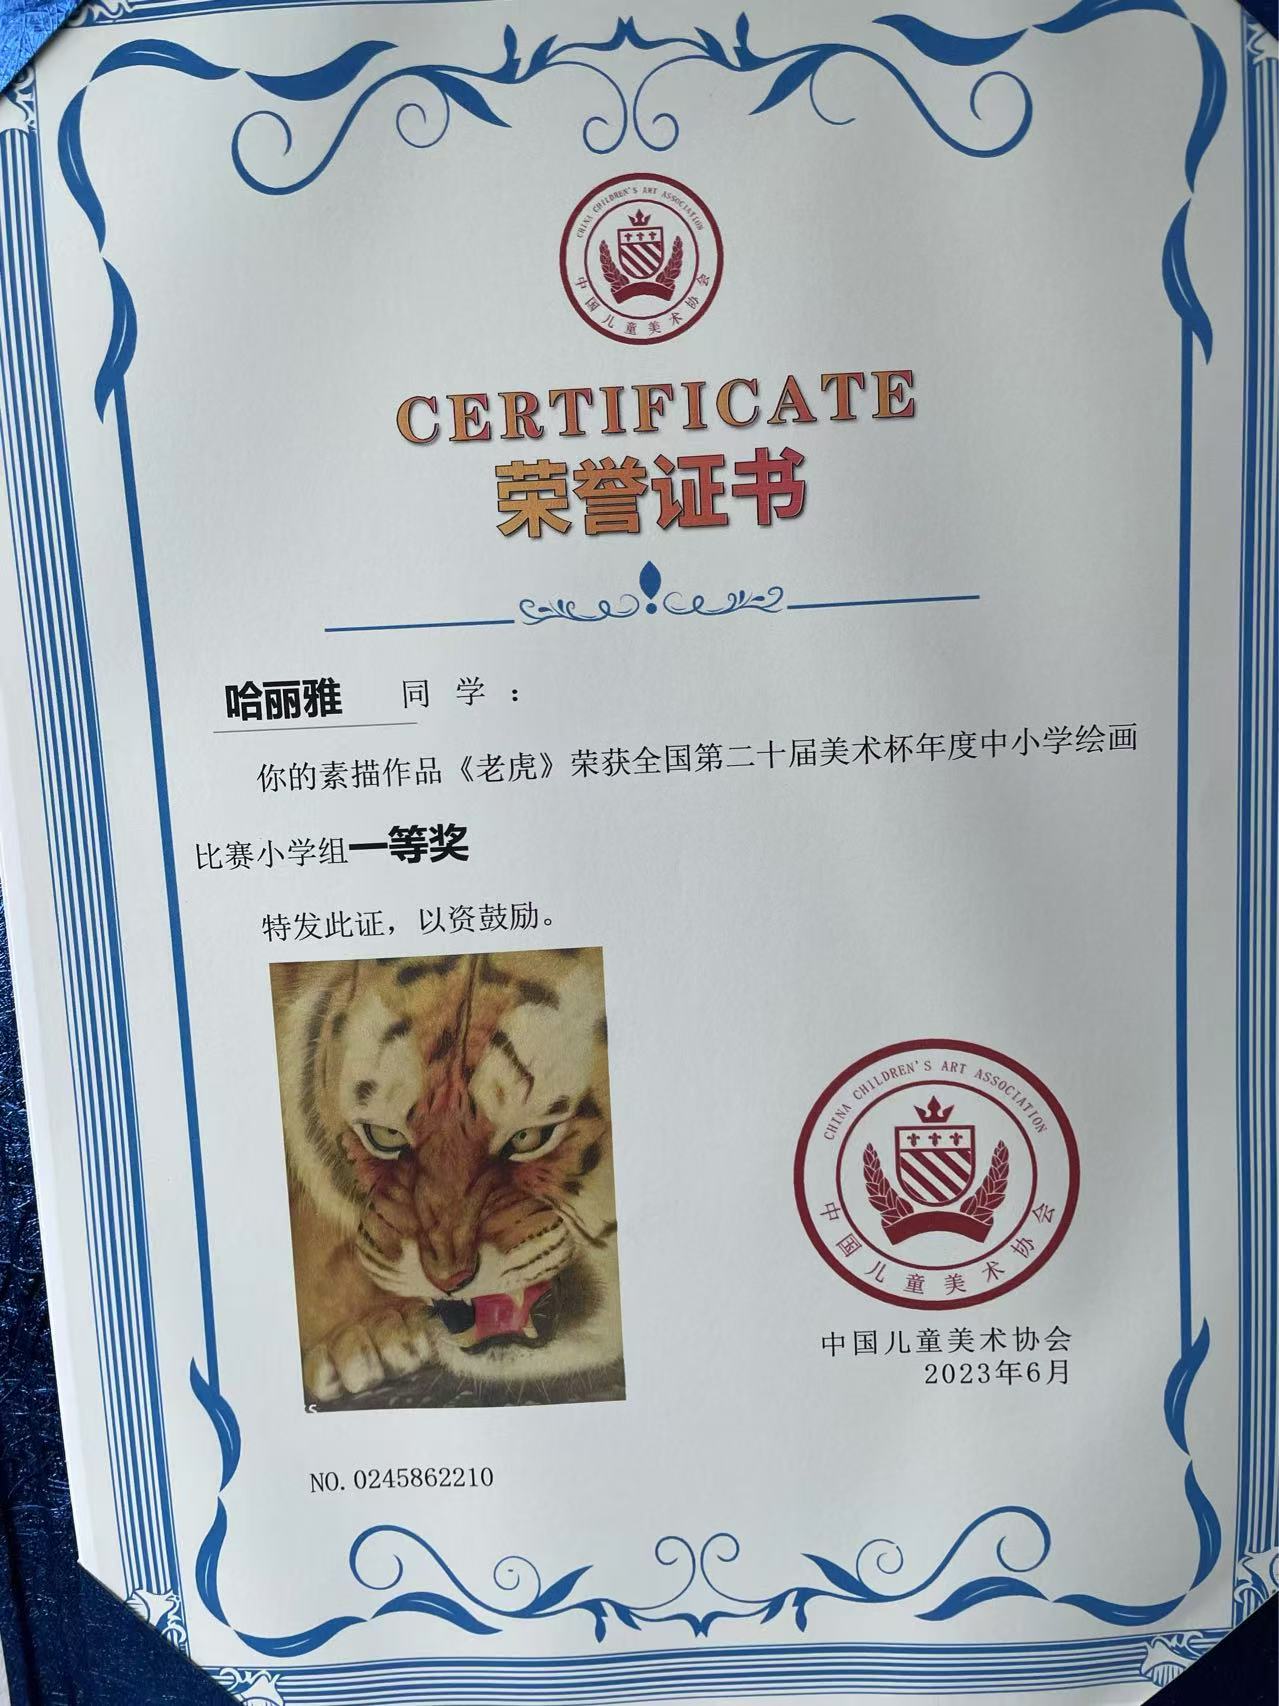 CHINA CHILDREN'S ART ASSOCIATION
中国儿童美术协会
CERTIFICATE
荣誉证书
哈丽雅 同学：
你的素描作品《老虎》荣获全国第二十届美术杯年度中小学绘画
比赛小学组一等奖
特发此证，以资鼓励。
CHINA CHILDREN'S ART ASSOCIATION
中国儿童美术协会
中国儿童美术协会
2023年6月
NO.0245862210